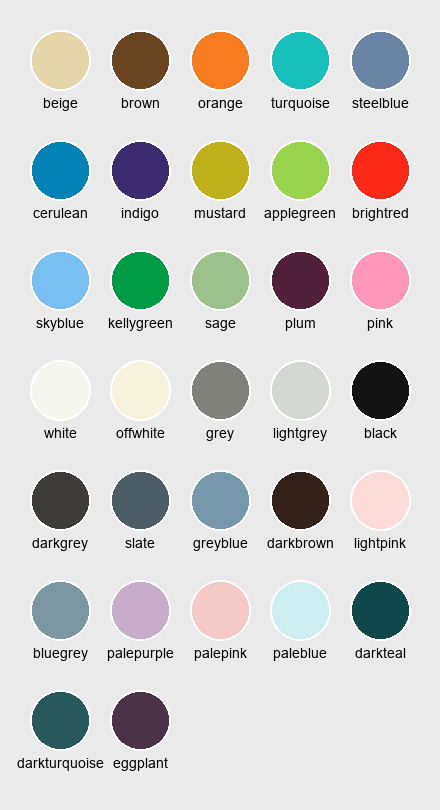 beige brown orange turquoise steelblue
cerulean indigo mustard applegreen brightred
skyblue kellygreen sage plum pink
white offwhite grey lightgrey black
darkgrey slate greyblue darkbrown lightpink
bluegrey palepurple palepink paleblue darkteal
darkturquoise eggplant